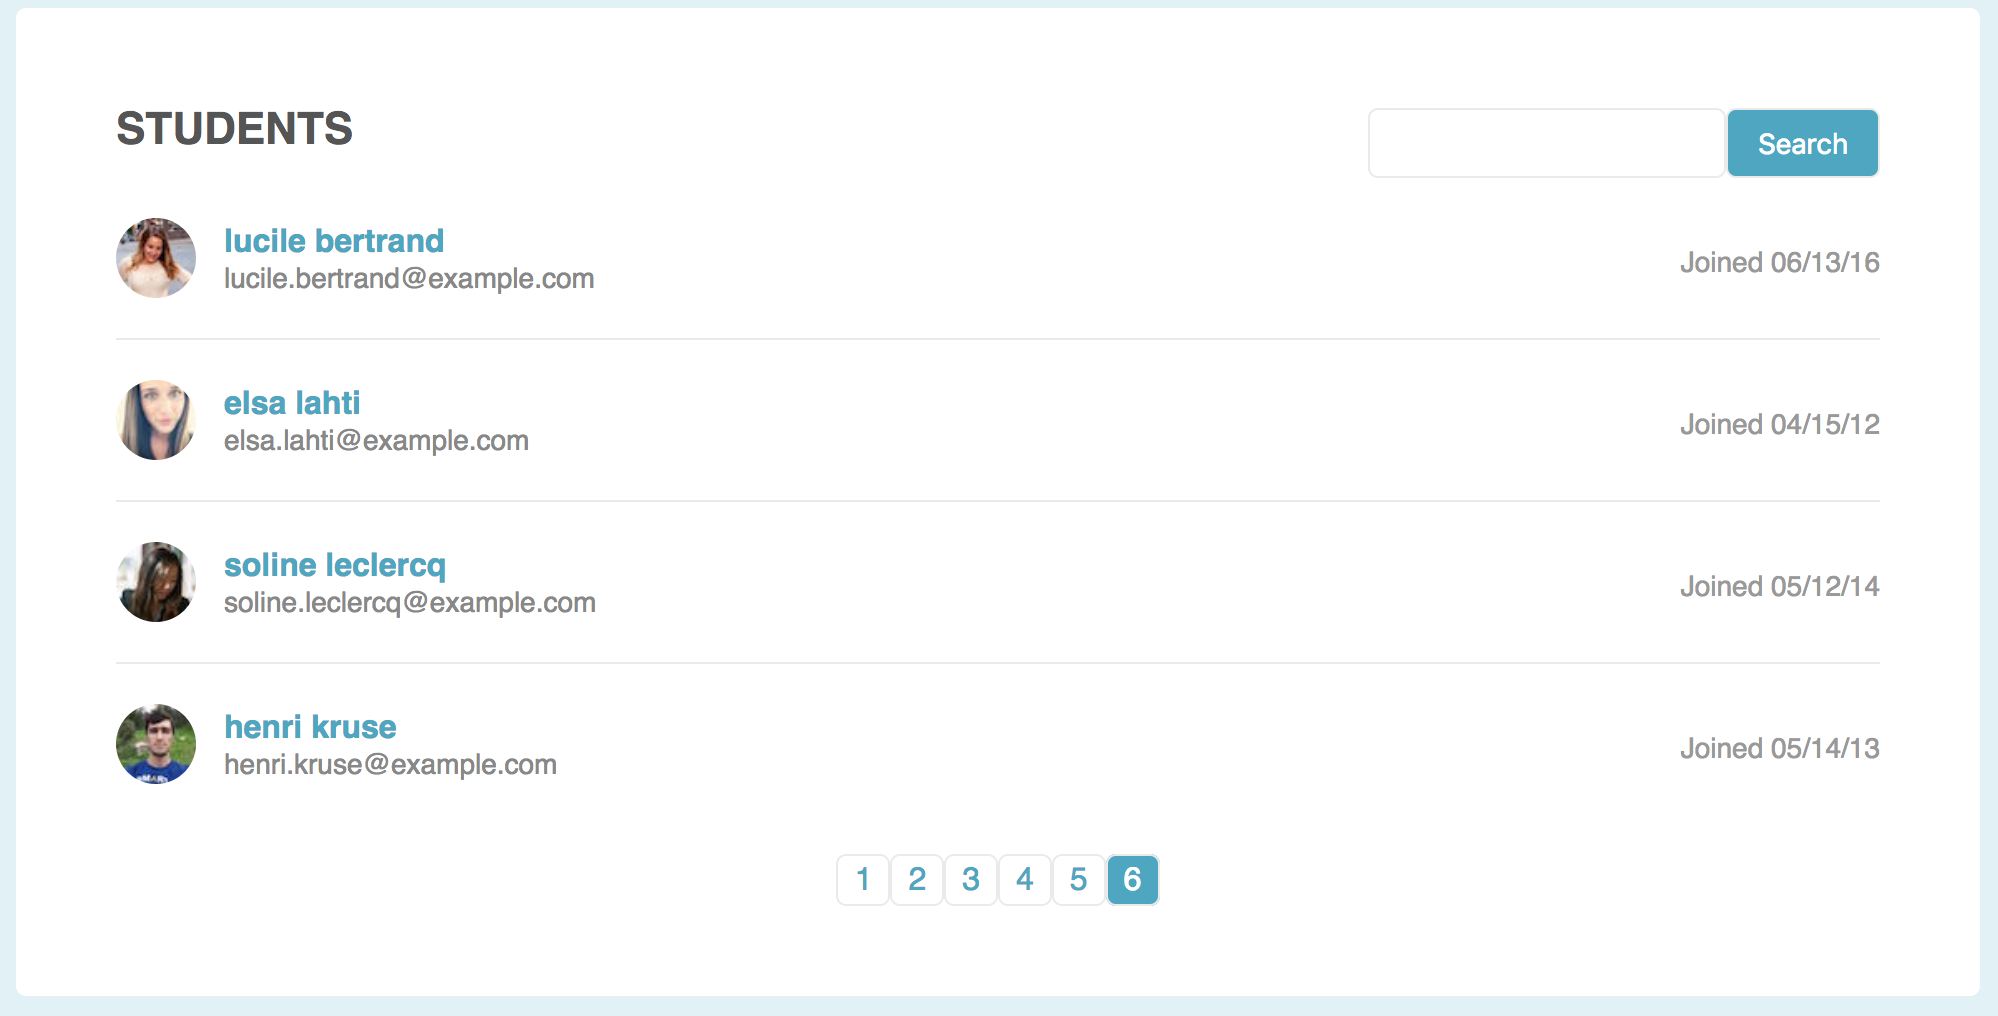 STUDENTS
Search
lucile bertrand
lucile.bertrand@example.com
Joined 06/13/16
elsa lahti
elsa.lahti@example.com
Joined 04/15/12
soline leclercq
soline.leclercq@example.com
Joined 05/12/14
henri kruse
henri.kruse@example.com
Joined 05/14/13
1 2 3 4 5 6